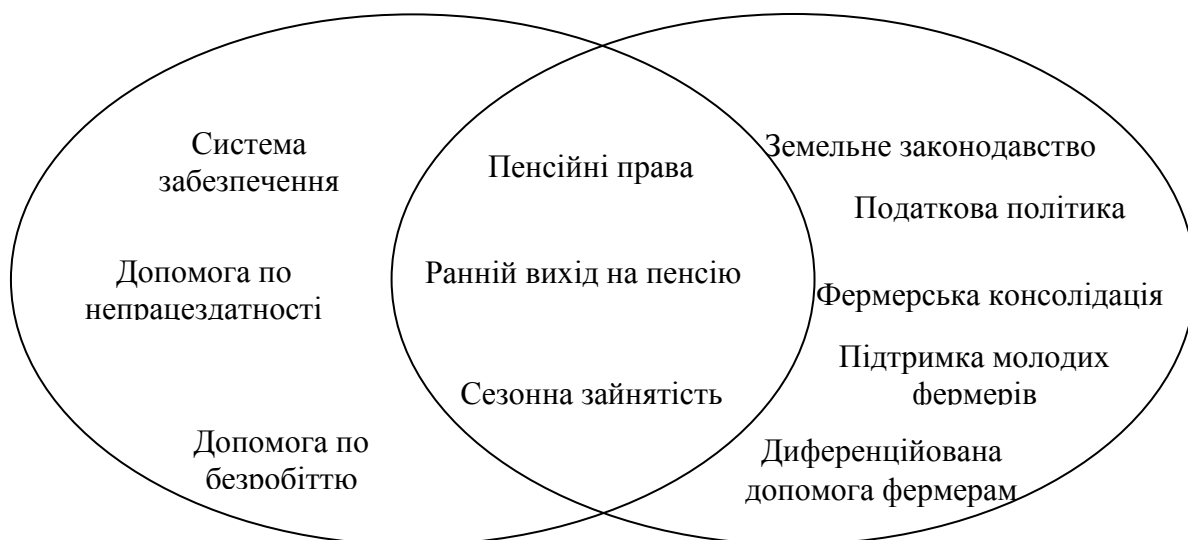 Система
забезпечення
Допомога по
непрацездатності
Допомога по
безробіттю
Пенсійні права
Ранній вихід на пенсію
Сезонна зайнятість
Земельне законодавство
Податкова політика
Фермерська консолідація
Підтримка молодих
фермерів
Диференційована
допомога фермерам